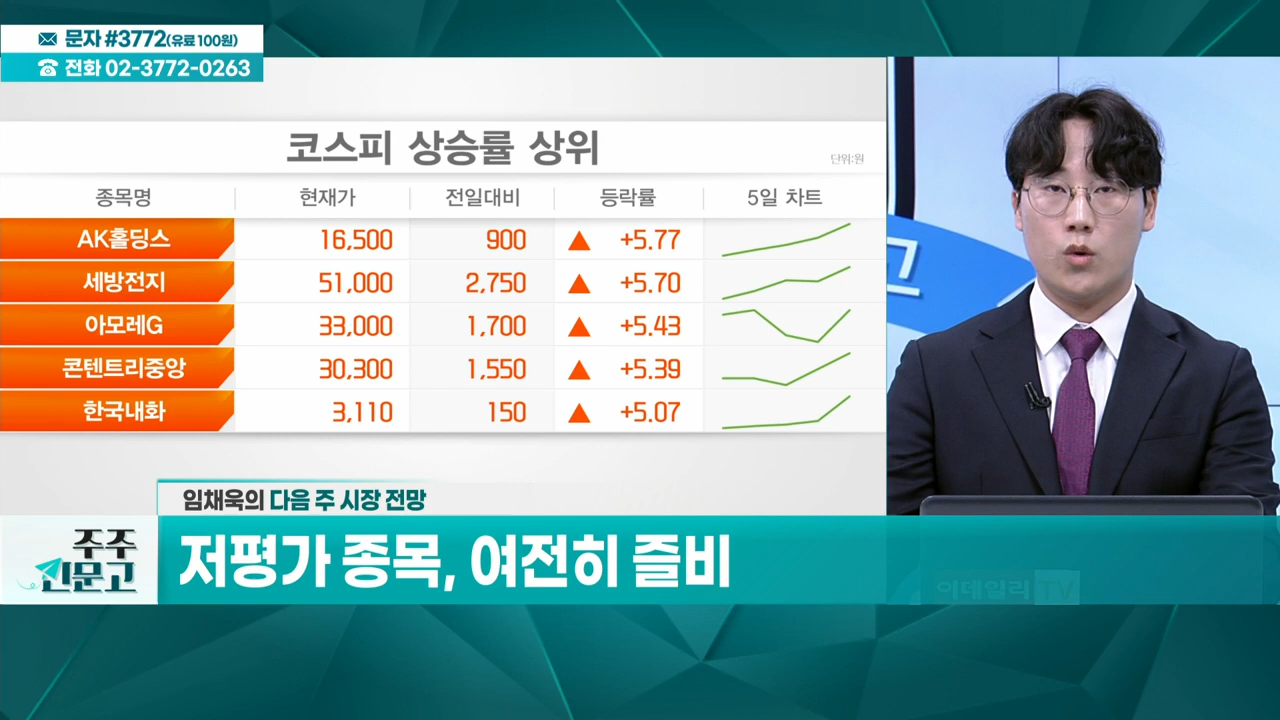 문자 #3772(유료 100원)
전화 02-3772-0263
코스피 상승률 상위
단위:원
종목명 현재가 전일대비 등락률 5일 차트
AK홀딩스 16,500 900 ▲ +5.77
세방전지 51,000 2,750 ▲ +5.70
아모레G 33,000 1,700 ▲ +5.43
콘텐트리중앙 30,300 1,550 ▲ +5.39
한국내화 3,110 150 ▲ +5.07
고
임채욱의 다음 주 시장 전망
주주
신문고
저평가 종목, 여전히 즐비
이데일리 TV